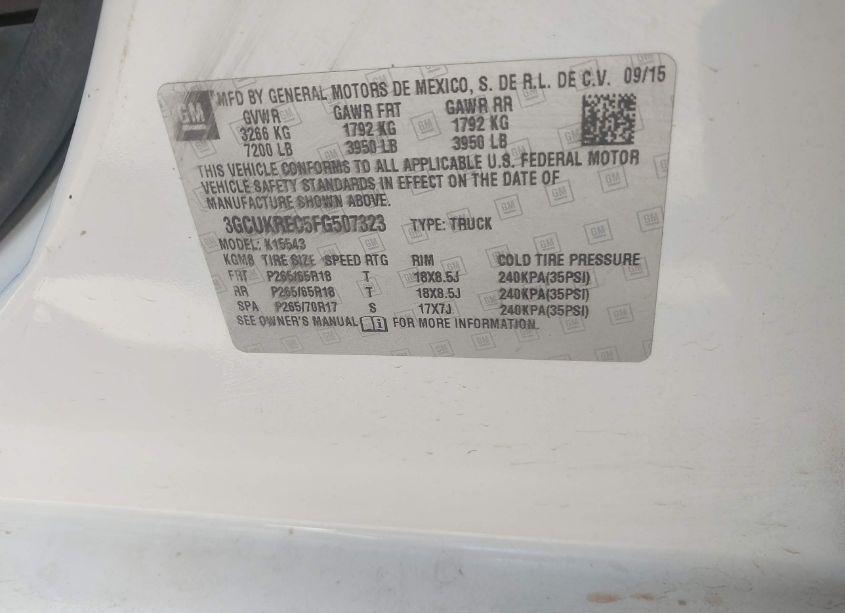 GM
MFD BY GENERAL MOTORS DE MEXICO, S. DE R.L. DE C.V. 09/15
GVWR GAWR FRT GAWR RR
3266 KG 1792 KG 1792 KG
7200 LB 3950 LB 3950 LB
THIS VEHICLE CONFORMS TO ALL APPLICABLE U.S. FEDERAL MOTOR
VEHICLE SAFETY STANDARDS IN EFFECT ON THE DATE OF
MANUFACTURE SHOWN ABOVE.
3GCUKREC5FG507323 TYPE: TRUCK
MODEL: K15543
KGM8 TIRE SIZE SPEED RTG RIM COLD TIRE PRESSURE
FRT P265/65R18 T 18X8.5J 240KPA(35PSI)
RR P265/65R18 T 18X8.5J 240KPA(35PSI)
SPA P265/70R17 S 17X7J 240KPA(35PSI)
SEE OWNER'S MANUAL FOR MORE INFORMATION.